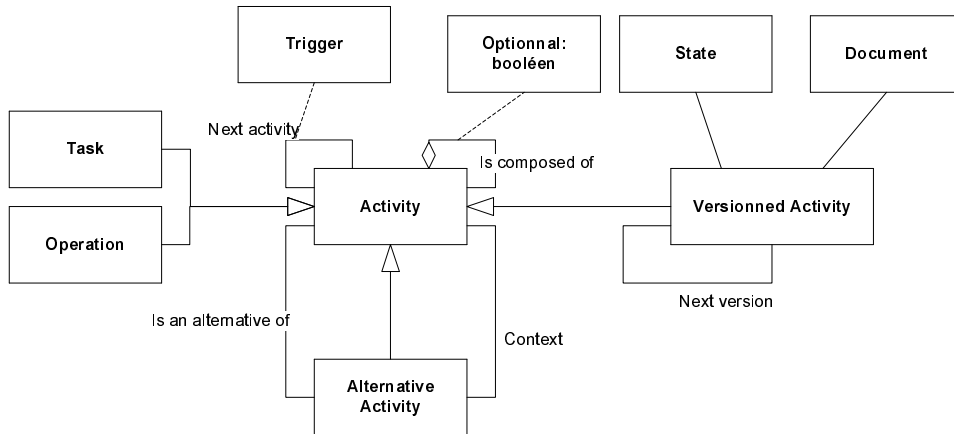 Trigger
Optionnal:
booléen
State
Document
Next activity
Task
Is composed of
Activity
Versionned Activity
Operation
Next version
Is an alternative of
Context
Alternative
Activity